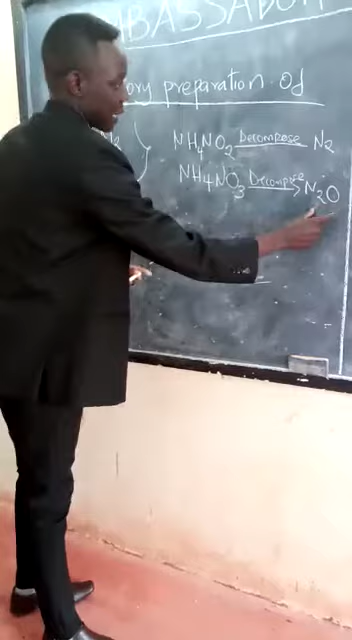 MBASSADOR
ory preparation of
NH4NO2 Decompose N2
NH4NO3 Decompose N2O